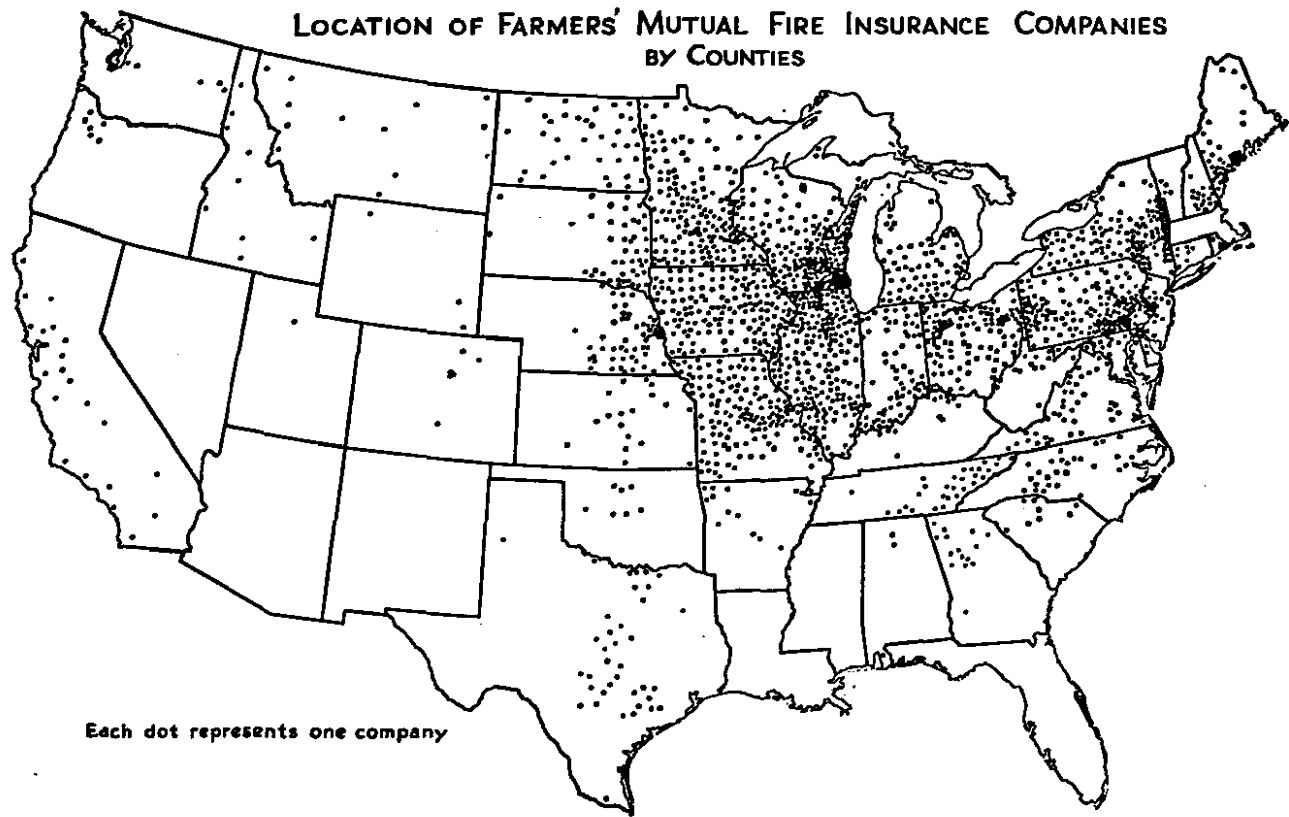 LOCATION OF FARMERS' MUTUAL FIRE INSURANCE COMPANIES
BY COUNTIES
Each dot represents one company